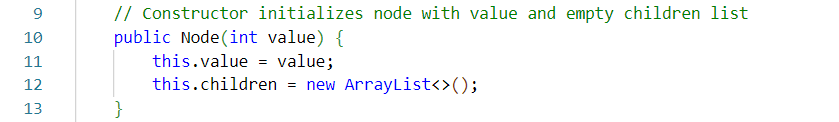 9 // Constructor initializes node with value and empty children list
10 public Node(int value) {
11 this.value = value;
12 this.children = new ArrayList<>();
13 }